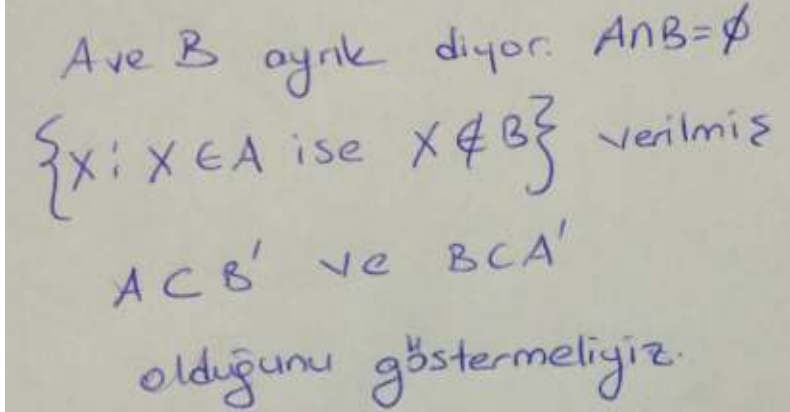 A ve B ayrık diyor. A∩B=∅
{x: x∈A ise x∉B} verilmiş
A⊂B' ve B⊂A'
olduğunu göstermeliyiz.